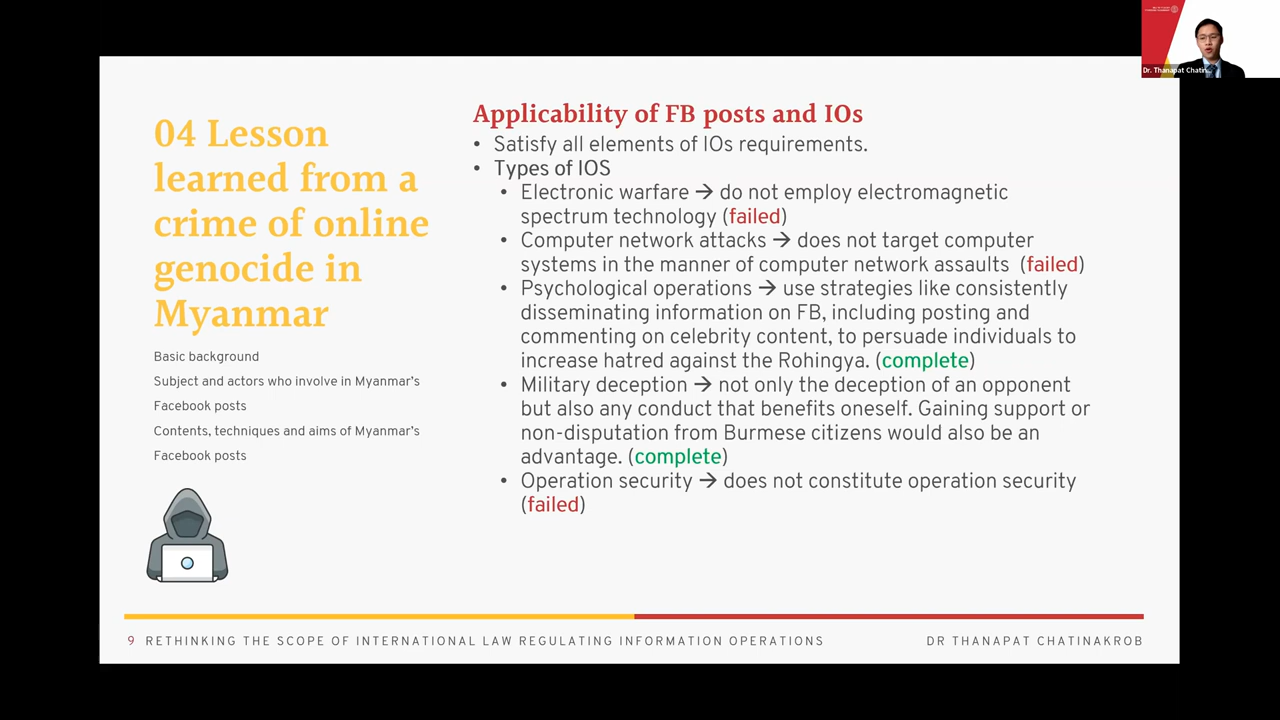 04 Lesson
learned from a
crime of online
genocide in
Myanmar
Basic background
Subject and actors who involve in Myanmar's
Facebook posts
Contents, techniques and aims of Myanmar's
Facebook posts
Applicability of FB posts and IOs
• Satisfy all elements of IOs requirements.
• Types of IOS
• Electronic warfare → do not employ electromagnetic
spectrum technology (failed)
• Computer network attacks → does not target computer
systems in the manner of computer network assaults (failed)
• Psychological operations → use strategies like consistently
disseminating information on FB, including posting and
commenting on celebrity content, to persuade individuals to
increase hatred against the Rohingya. (complete)
• Military deception → not only the deception of an opponent
but also any conduct that benefits oneself. Gaining support or
non-disputation from Burmese citizens would also be an
advantage. (complete)
• Operation security → does not constitute operation security
(failed)
9 RETHINKING THE SCOPE OF INTERNATIONAL LAW REGULATING INFORMATION OPERATIONS
DR THANAPAT CHATINAKROB
Dr. Thanapat Chatin...